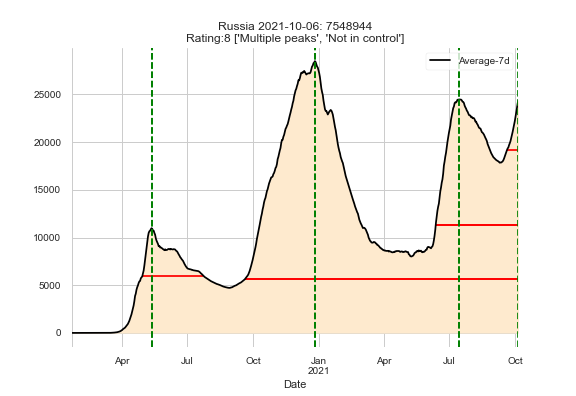 Russia 2021-10-06: 7548944
Rating:8 ['Multiple peaks', 'Not in control']
Average-7d
25000
20000
15000
10000
5000
0
Apr Jul Oct Jan Apr Jul Oct
2021
Date